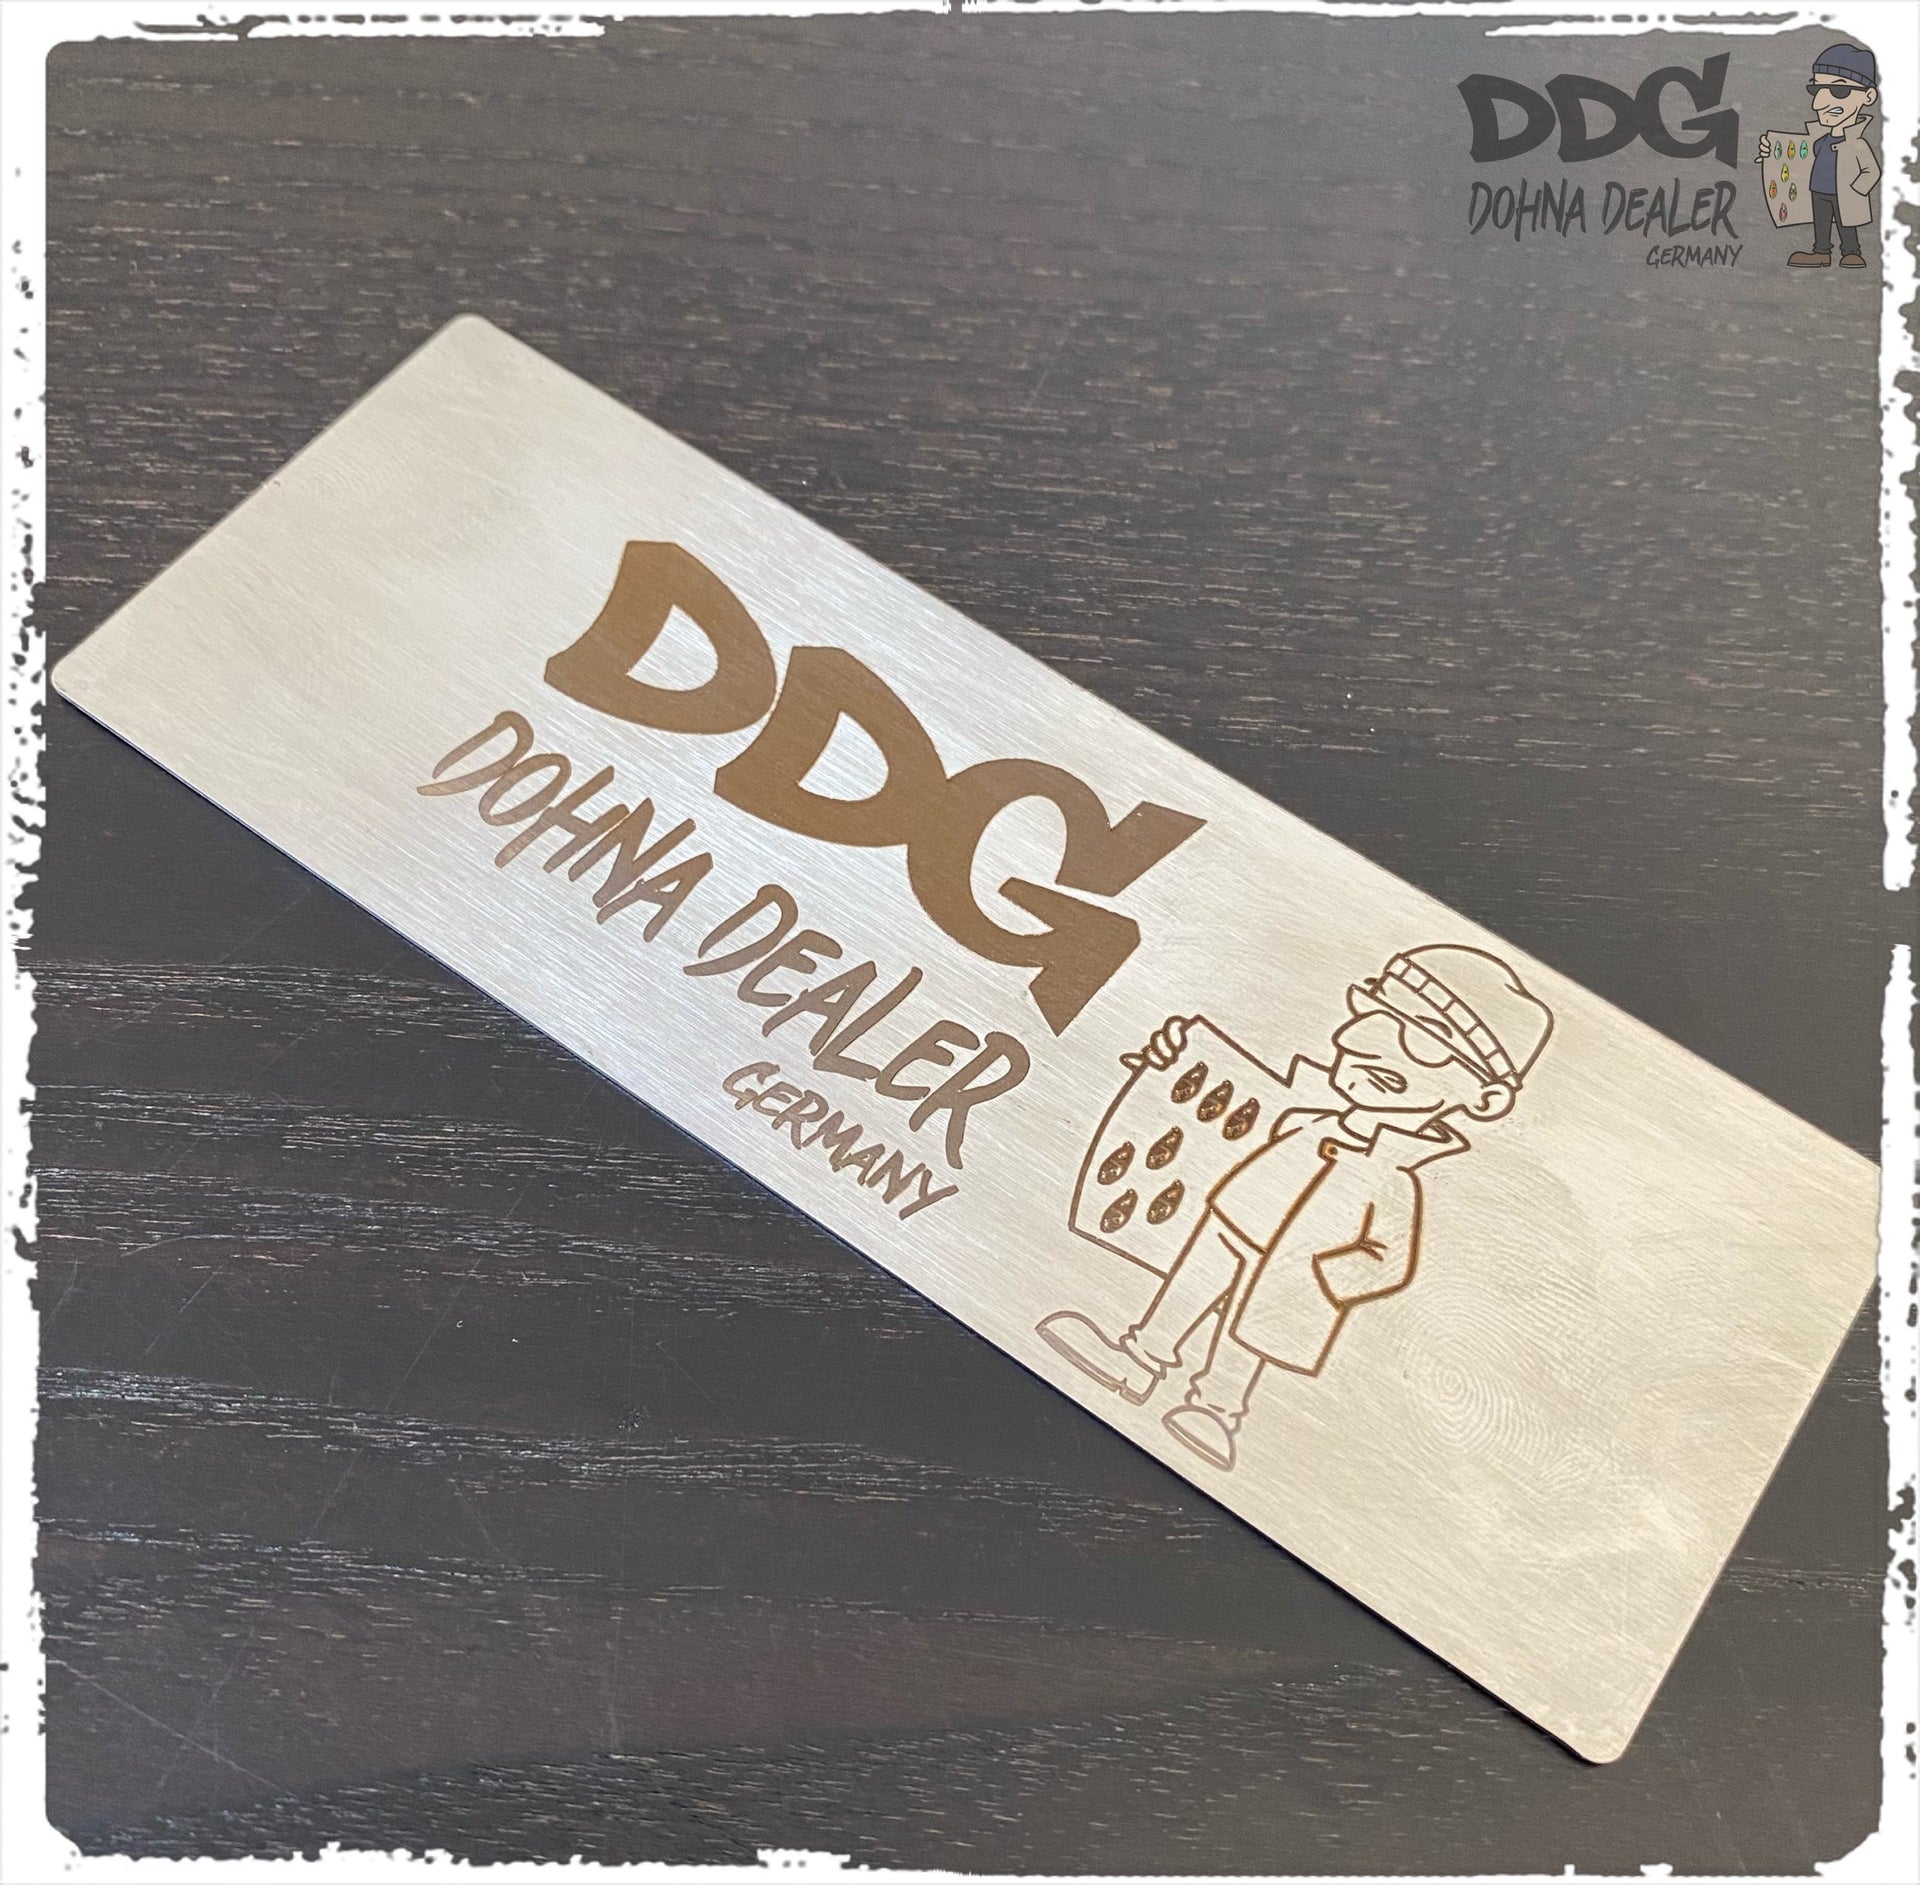 DDG
DOHNA DEALER
GERMANY
DDG
DOHNA DEALER
GERMANY